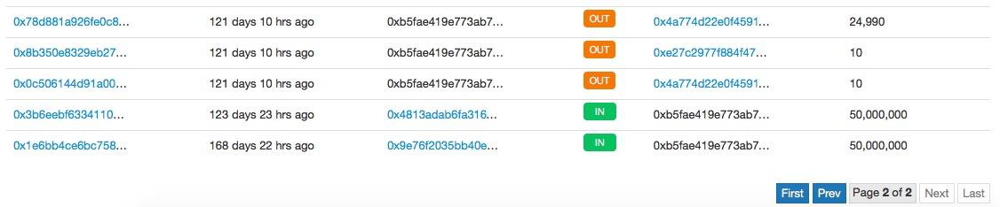 0x78d881a926fe0c8... 121 days 10 hrs ago 0xb5fae419e773ab7... OUT 0x4a774d22e0f4591... 24,990
0x8b350e8329eb27... 121 days 10 hrs ago 0xb5fae419e773ab7... OUT 0xe27c2977f884f47... 10
0x0c506144d91a00... 121 days 10 hrs ago 0xb5fae419e773ab7... OUT 0x4a774d22e0f4591... 10
0x3b6eebf6334110... 123 days 23 hrs ago 0x4813adab6fa316... IN 0xb5fae419e773ab7... 50,000,000
0x1e6bb4ce6bc758... 168 days 22 hrs ago 0x9e76f2035bb40e... IN 0xb5fae419e773ab7... 50,000,000
First Prev Page 2 of 2 Next Last